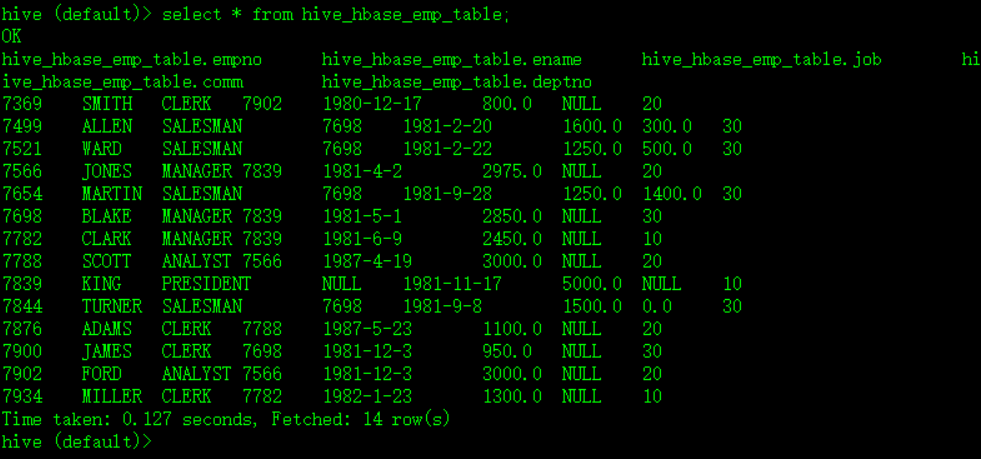 hive (default)> select * from hive_hbase_emp_table;
OK
hive_hbase_emp_table.empno	hive_hbase_emp_table.ename	hive_hbase_emp_table.job	hi
ive_hbase_emp_table.comm	hive_hbase_emp_table.deptno
7369	SMITH	CLERK	7902	1980-12-17	800.0	NULL	20
7499	ALLEN	SALESMAN	7698	1981-2-20	1600.0	300.0	30
7521	WARD	SALESMAN	7698	1981-2-22	1250.0	500.0	30
7566	JONES	MANAGER	7839	1981-4-2	2975.0	NULL	20
7654	MARTIN	SALESMAN	7698	1981-9-28	1250.0	1400.0	30
7698	BLAKE	MANAGER	7839	1981-5-1	2850.0	NULL	30
7782	CLARK	MANAGER	7839	1981-6-9	2450.0	NULL	10
7788	SCOTT	ANALYST	7566	1987-4-19	3000.0	NULL	20
7839	KING	PRESIDENT	NULL	1981-11-17	5000.0	NULL	10
7844	TURNER	SALESMAN	7698	1981-9-8	1500.0	0.0	30
7876	ADAMS	CLERK	7788	1987-5-23	1100.0	NULL	20
7900	JAMES	CLERK	7698	1981-12-3	950.0	NULL	30
7902	FORD	ANALYST	7566	1981-12-3	3000.0	NULL	20
7934	MILLER	CLERK	7782	1982-1-23	1300.0	NULL	10
Time taken: 0.127 seconds, Fetched: 14 row(s)
hive (default)>